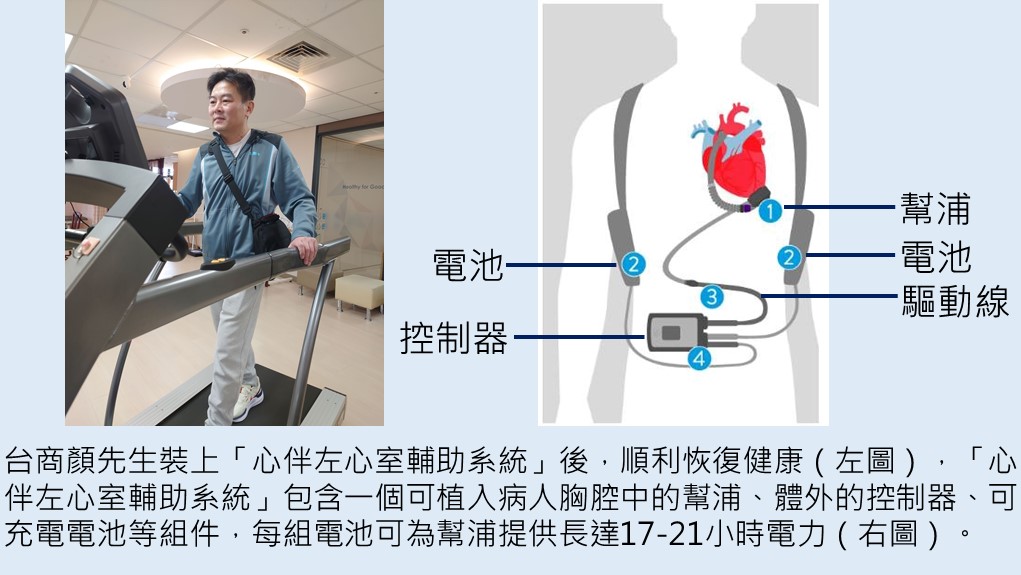 Healthy for Good
幫浦
電池
電池
驅動線
控制器
1
2
2
3
4
台商顏先生裝上「心伴左心室輔助系統」後，順利恢復健康（左圖），「心
伴左心室輔助系統」包含一個可植入病人胸腔中的幫浦、體外的控制器、可
充電電池等組件，每組電池可為幫浦提供長達17-21小時電力（右圖）。